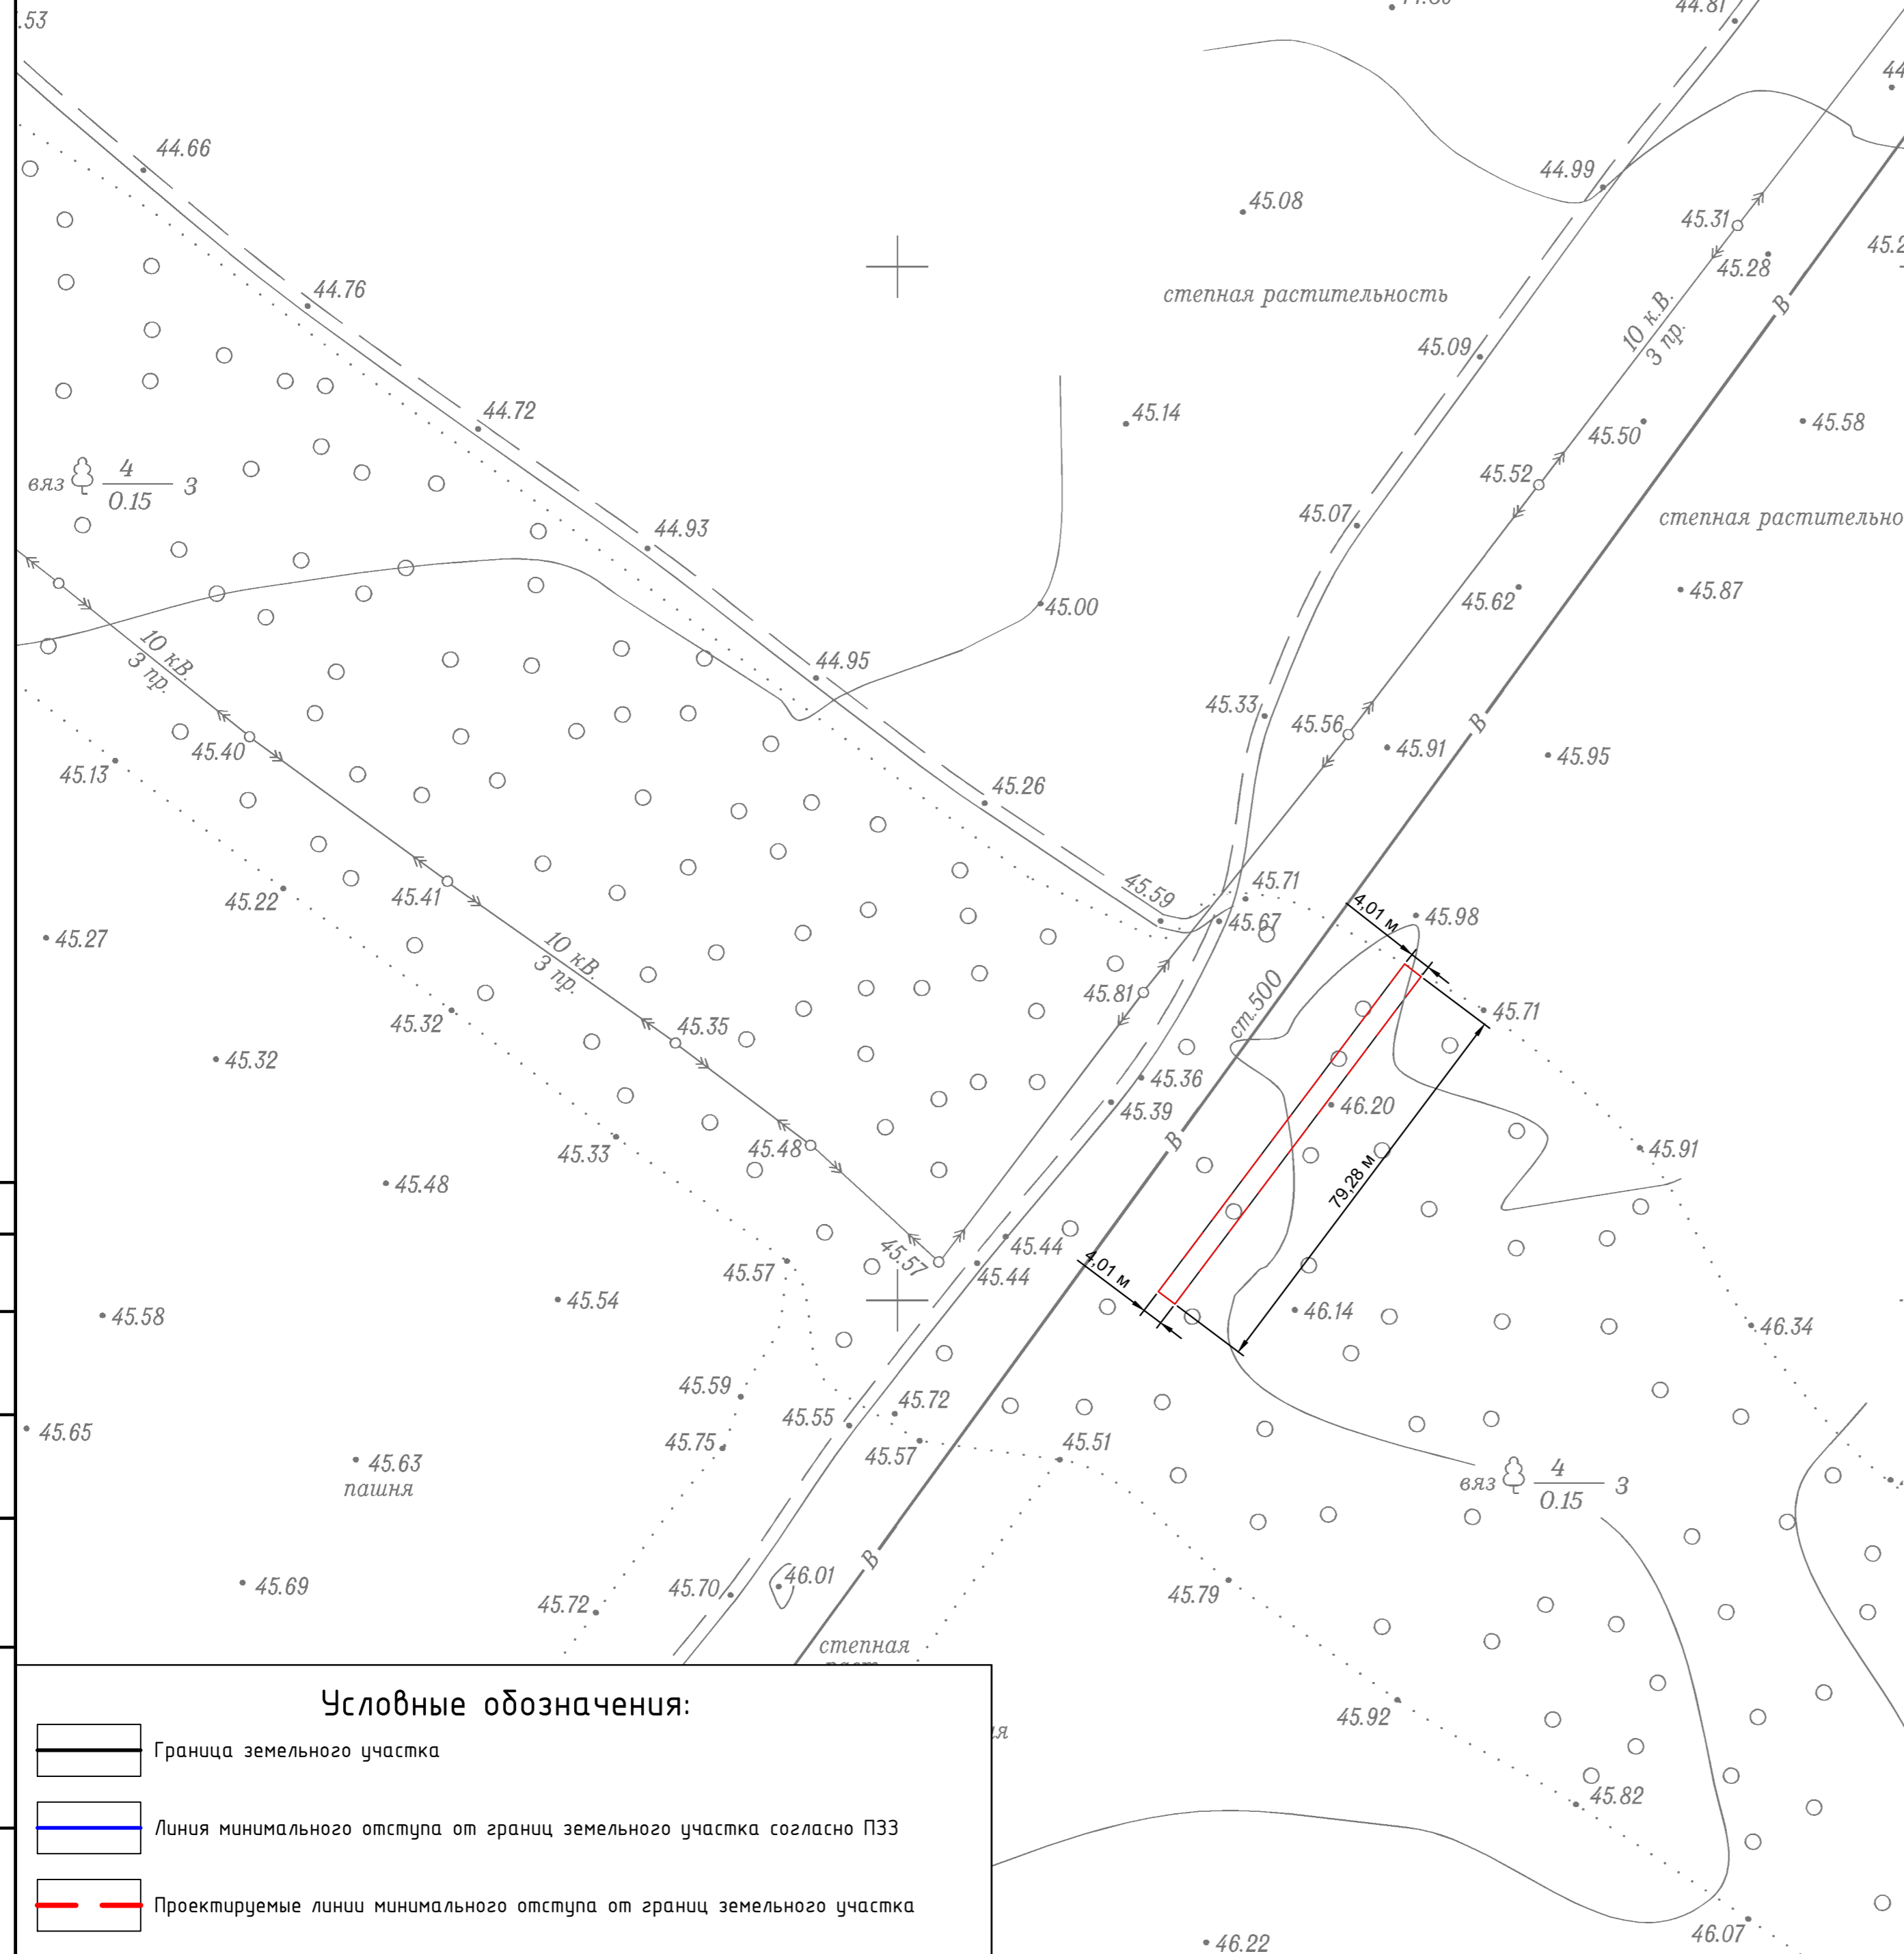 .53
44.81
44.66
44.99
45.08
45.31
45.28
44.76
степная растительность
10 к.В.
3 пр.
В
45.09
44.72
45.14
45.50
45.58
45.52
вяз 4 3
0.15
44.93
45.07
степная растительно
45.62
45.87
45.00
10 кВ.
3 пр.
44.95
45.33
45.56
В
45.91
45.95
45.40
45.13
45.26
45.59
45.71
45.41
45.22
4,01 м
45.98
45.67
45.27
10 кВ.
3 пр.
45.81
ст.500
45.71
45.32
45.35
45.32
45.36
45.39
46.20
45.33
45.48
В
45.91
45.48
79,28 м
45.57
45.44
45.57
45.44
4,01 м
45.54
45.58
46.14
46.34
45.59
45.72
45.55
45.65
45.75
45.57
45.51
45.63
пашня
вяз 4 3
0.15
45.69
45.72
45.70
46.01
В
45.79
степная
45.92
ия
45.82
46.07
46.22
Условные обозначения:
Граница земельного участка
Линия минимального отступа от границ земельного участка согласно ПЗЗ
Проектируемые линии минимального отступа от границ земельного участка